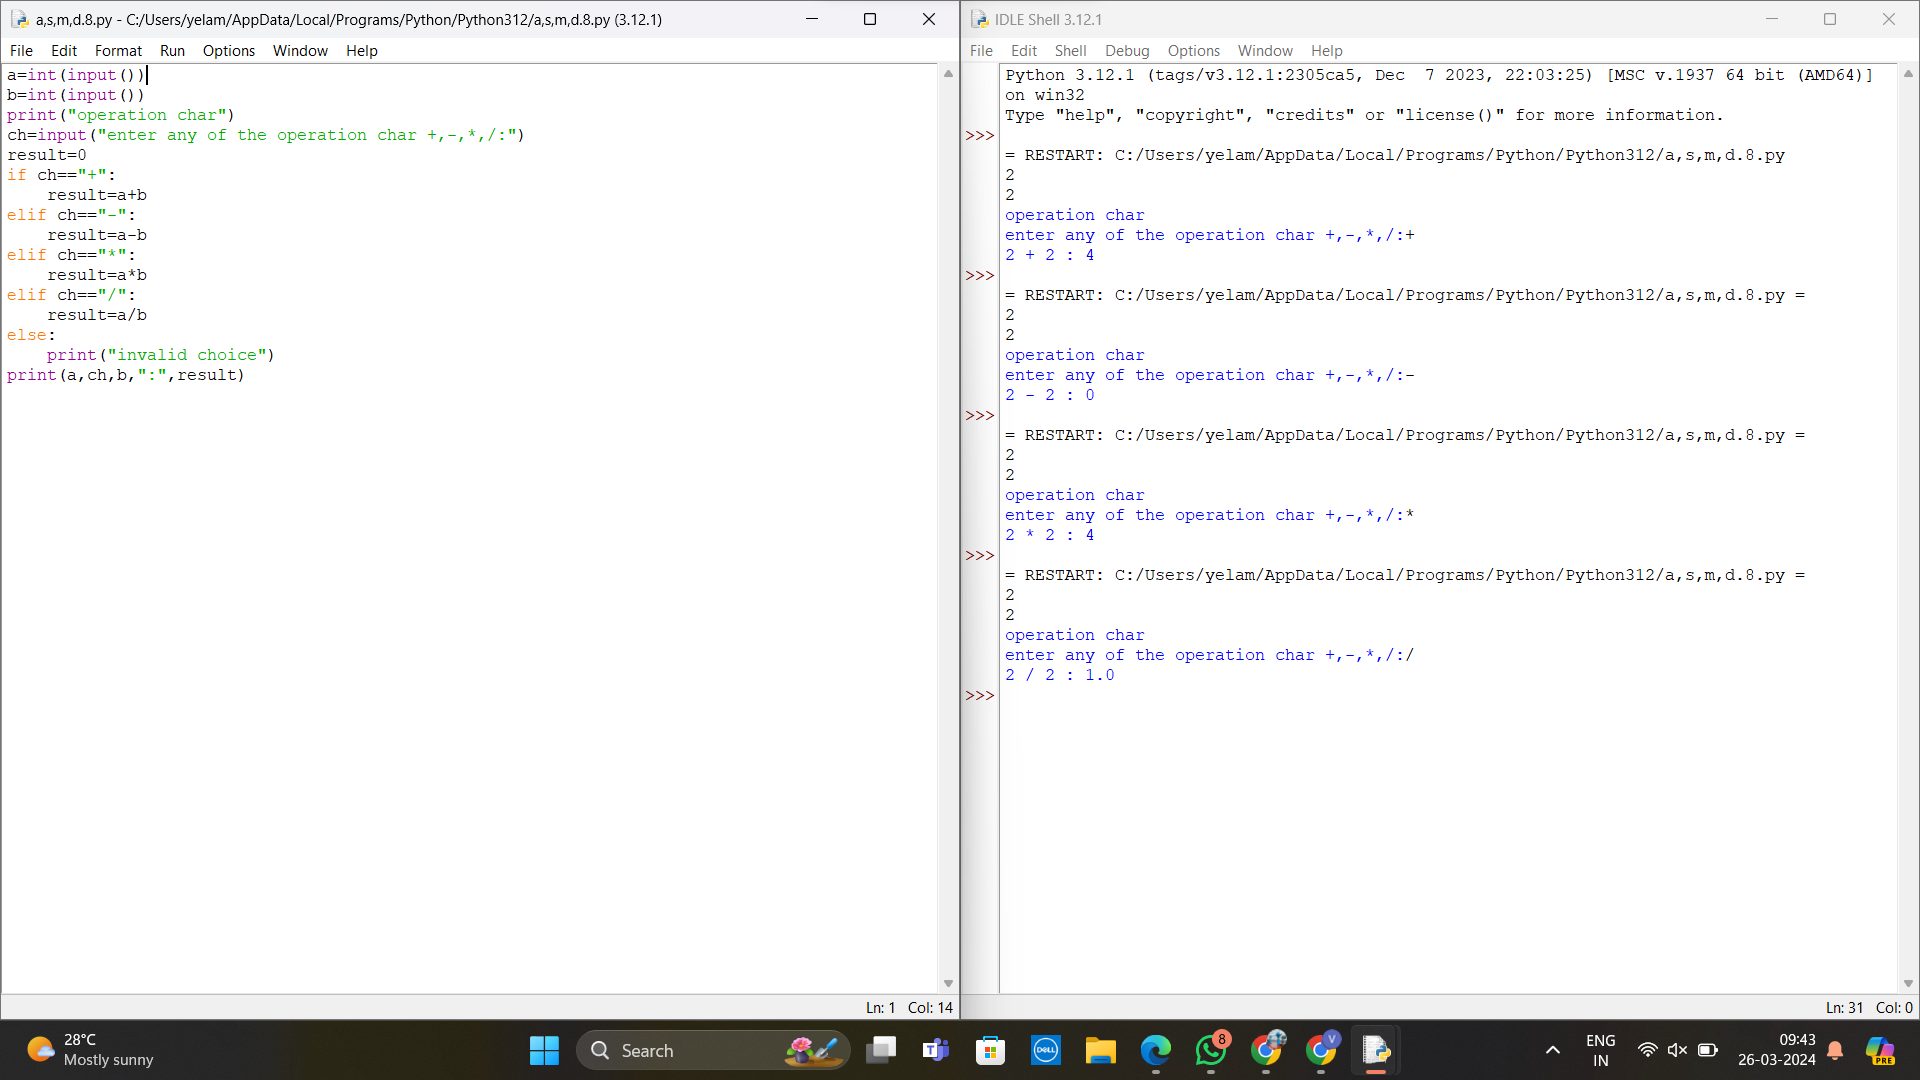 a,s,m,d.8.py - C:/Users/yelam/AppData/Local/Programs/Python/Python312/a,s,m,d.8.py (3.12.1)
File Edit Format Run Options Window Help
a=int(input())
b=int(input())
print("operation char")
ch=input("enter any of the operation char +,-,*,/:")
result=0
if ch=="+":
    result=a+b
elif ch=="-":
    result=a-b
elif ch=="*":
    result=a*b
elif ch=="/":
    result=a/b
else:
    print("invalid choice")
print(a,ch,b,":",result)
Ln: 1 Col: 14
IDLE Shell 3.12.1
File Edit Shell Debug Options Window Help
Python 3.12.1 (tags/v3.12.1:2305ca5, Dec  7 2023, 22:03:25) [MSC v.1937 64 bit (AMD64)]
on win32
Type "help", "copyright", "credits" or "license()" for more information.
>>>
= RESTART: C:/Users/yelam/AppData/Local/Programs/Python/Python312/a,s,m,d.8.py
2
2
operation char
enter any of the operation char +,-,*,/:+
2 + 2 : 4
>>>
= RESTART: C:/Users/yelam/AppData/Local/Programs/Python/Python312/a,s,m,d.8.py =
2
2
operation char
enter any of the operation char +,-,*,/:-
2 - 2 : 0
>>>
= RESTART: C:/Users/yelam/AppData/Local/Programs/Python/Python312/a,s,m,d.8.py =
2
2
operation char
enter any of the operation char +,-,*,/:*
2 * 2 : 4
>>>
= RESTART: C:/Users/yelam/AppData/Local/Programs/Python/Python312/a,s,m,d.8.py =
2
2
operation char
enter any of the operation char +,-,*,/:/
2 / 2 : 1.0
>>>
Ln: 31 Col: 0
28°C
Mostly sunny
Search
T
DELL
8
V
ENG
IN
09:43
26-03-2024
PRE